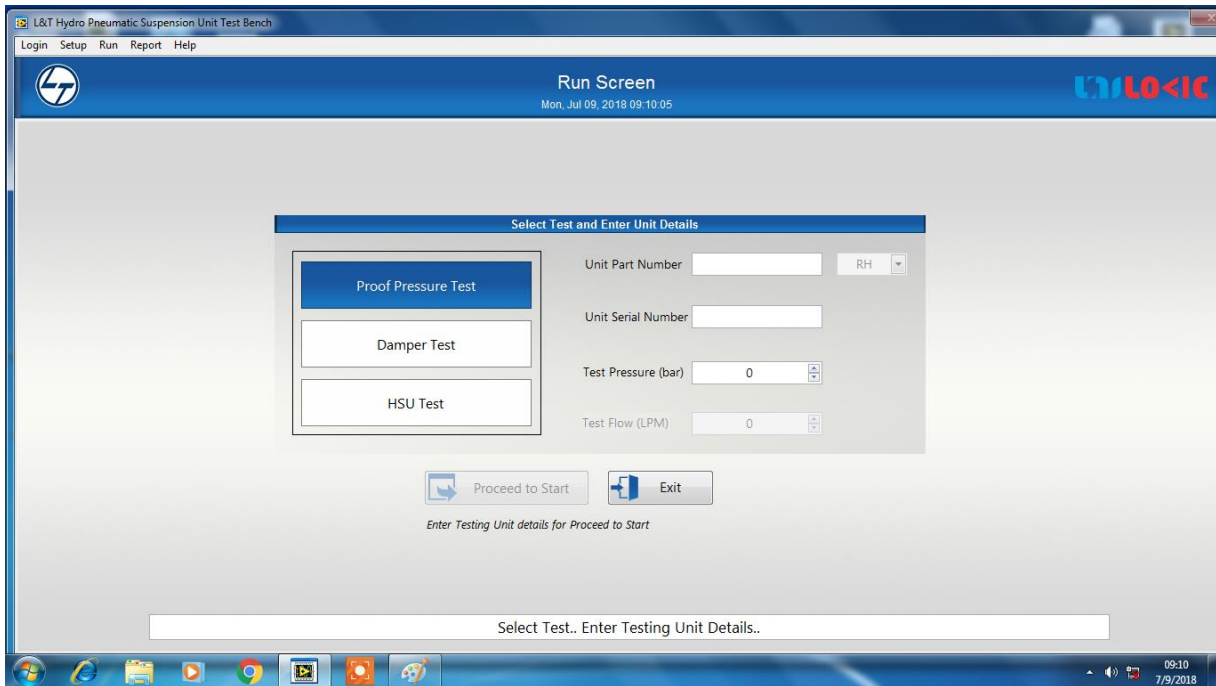 L&T Hydro Pneumatic Suspension Unit Test Bench
Login Setup Run Report Help
Run Screen
Mon, Jul 09, 2018 09:10:05
Select Test and Enter Unit Details
Proof Pressure Test
Damper Test
HSU Test
Unit Part Number
RH
Unit Serial Number
Test Pressure (bar) 0
Test Flow (LPM) 0
Proceed to Start
Exit
Enter Testing Unit details for Proceed to Start
Select Test.. Enter Testing Unit Details..
09:10
7/9/2018